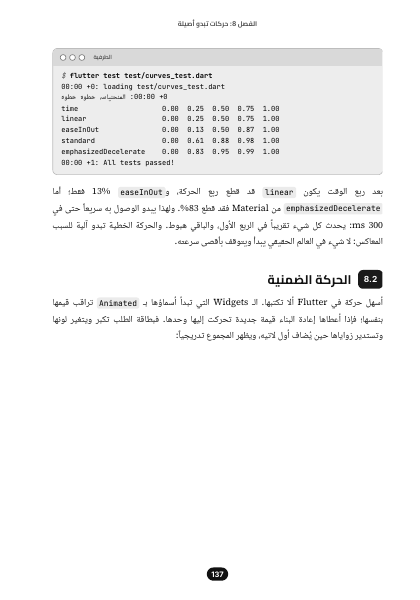 الفصل 8: حركات تبدو أصيلة
الطرفية
$ flutter test test/curves_test.dart
00:00 +0: loading test/curves_test.dart
00:00 +0: المنحنيات، خطوة خطوة
time 0.00 0.25 0.50 0.75 1.00
linear 0.00 0.25 0.50 0.75 1.00
easeInOut 0.00 0.13 0.50 0.87 1.00
standard 0.00 0.61 0.88 0.98 1.00
emphasizedDecelerate 0.00 0.83 0.95 0.99 1.00
00:00 +1: All tests passed!
بعد ربع الوقت يكون linear قد قطع ربع الحركة، وeaseInOut 13% فقط؛ أما
emphasizedDecelerate من Material فقد قطع 83%. ولهذا يبدو الوصول به سريعاً حتى في
300 ms: يحدث كل شيء تقريباً في الربع الأول، والباقي هبوط. والحركة الخطية تبدو آلية للسبب
المعاكس: لا شيء في العالم الحقيقي يبدأ ويتوقف بأقصى سرعته.
8.2 الحركة الضمنية
أسهل حركة في Flutter ألا تكتبها. الـ Widgets التي تبدأ أسماؤها بـ Animated تراقب قيمها
بنفسها؛ فإذا أعطاها إعادة البناء قيمة جديدة تحركت إليها وحدها. فبطاقة الطلب تكبر ويتغير لونها
وتستدير زواياها حين يُضاف أول لاتيه، ويظهر المجموع تدريجياً:
137